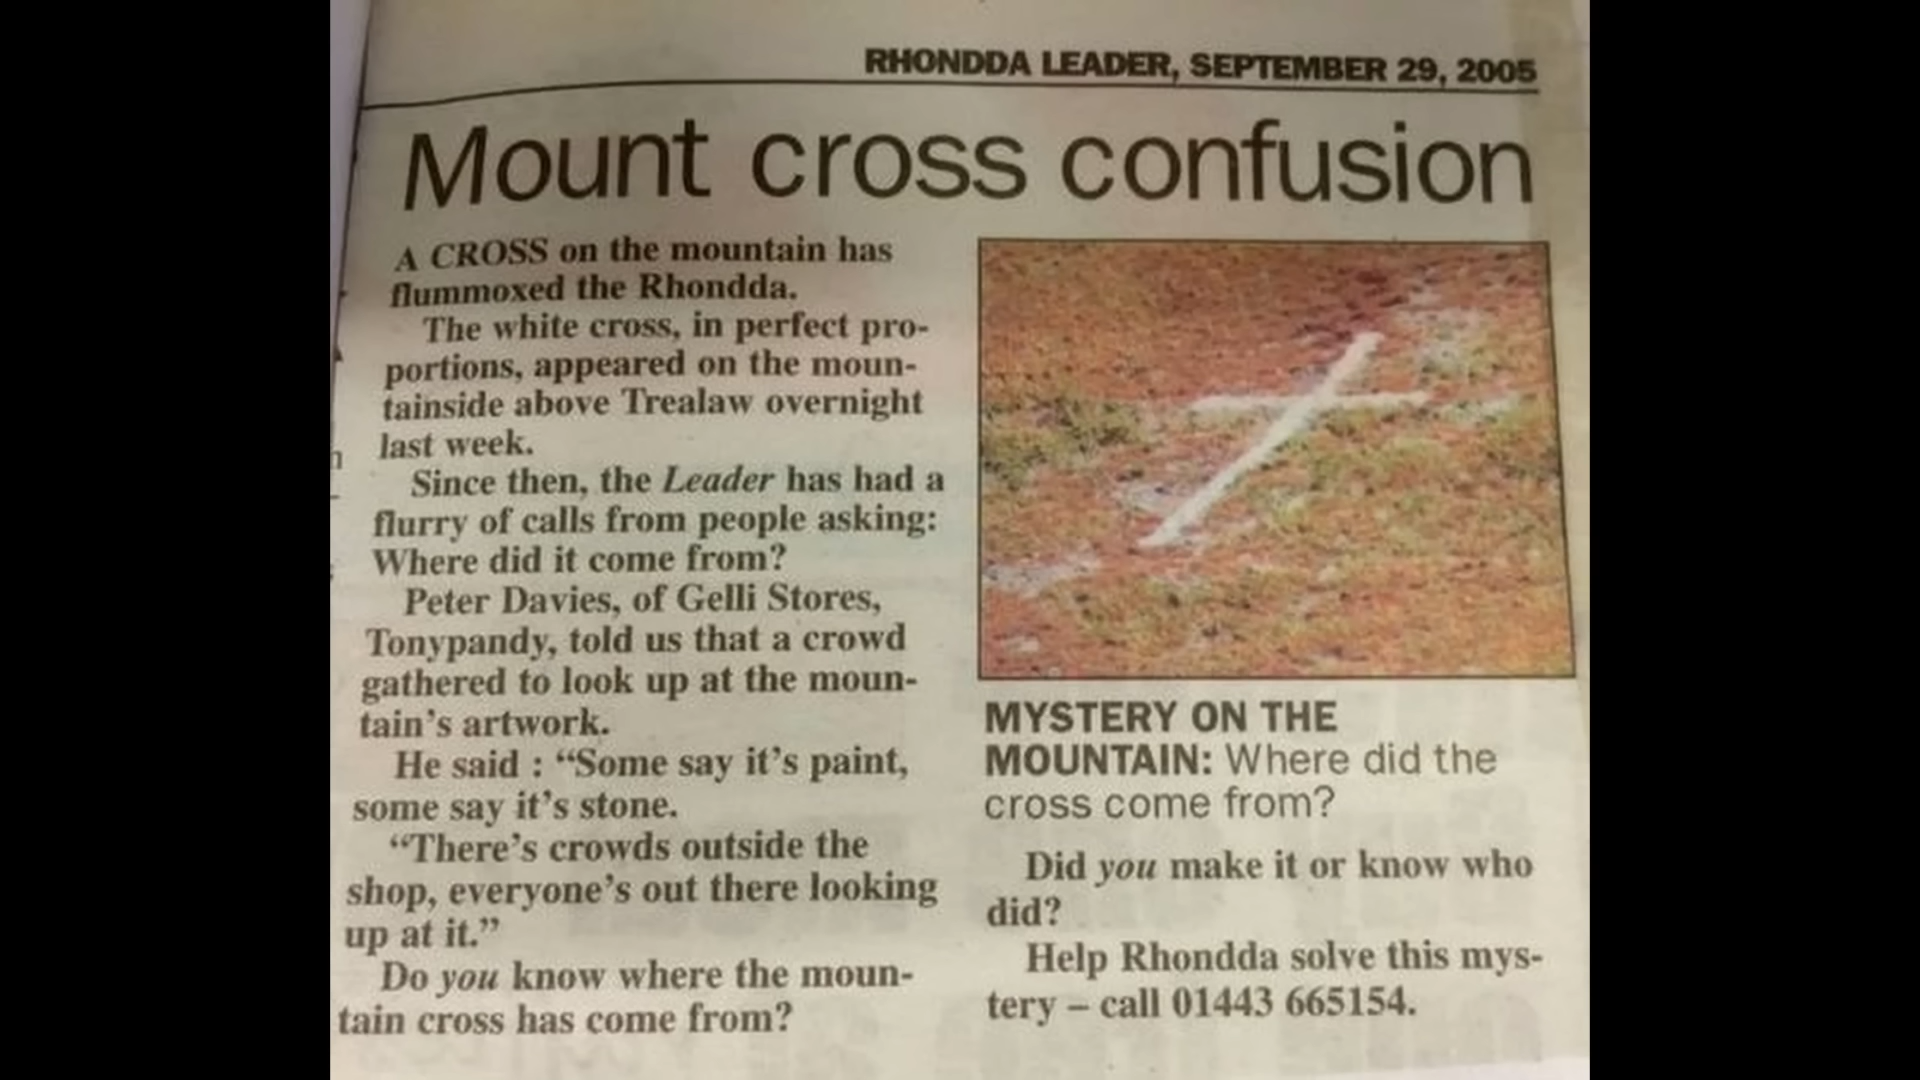 RHONDDA LEADER, SEPTEMBER 29, 2005
Mount cross confusion
A CROSS on the mountain has
flummoxed the Rhondda.
The white cross, in perfect pro-
portions, appeared on the moun-
tainside above Trealaw overnight
last week.
Since then, the Leader has had a
flurry of calls from people asking:
Where did it come from?
Peter Davies, of Gelli Stores,
Tonypandy, told us that a crowd
gathered to look up at the moun-
tain's artwork.
He said : “Some say it's paint,
some say it's stone.
“There's crowds outside the
shop, everyone's out there looking
up at it.”
Do you know where the moun-
tain cross has come from?
MYSTERY ON THE
MOUNTAIN: Where did the
cross come from?
Did you make it or know who
did?
Help Rhondda solve this mys-
tery – call 01443 665154.